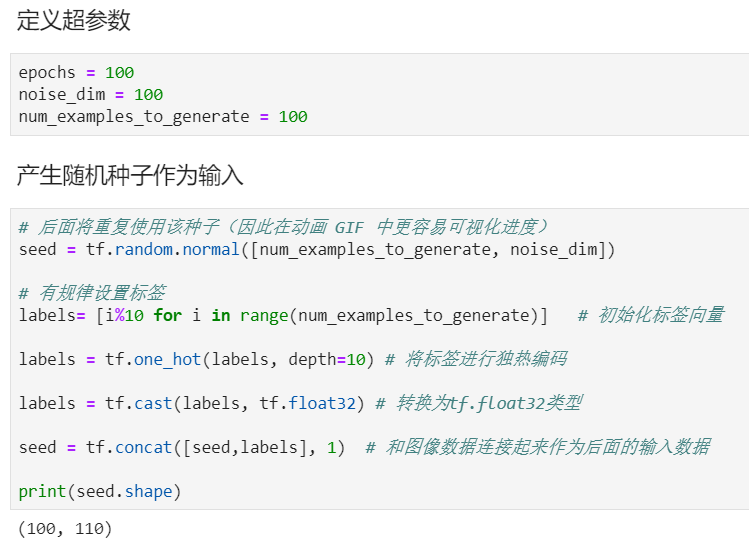 定义超参数
epochs = 100
noise_dim = 100
num_examples_to_generate = 100
产生随机种子作为输入
# 后面将重复使用该种子（因此在动画 GIF 中更容易可视化进度）
seed = tf.random.normal([num_examples_to_generate, noise_dim])
# 有规律设置标签
labels= [i%10 for i in range(num_examples_to_generate)]   # 初始化标签向量
labels = tf.one_hot(labels, depth=10) # 将标签进行独热编码
labels = tf.cast(labels, tf.float32) # 转换为tf.float32类型
seed = tf.concat([seed,labels], 1)  # 和图像数据连接起来作为后面的输入数据
print(seed.shape)
(100, 110)